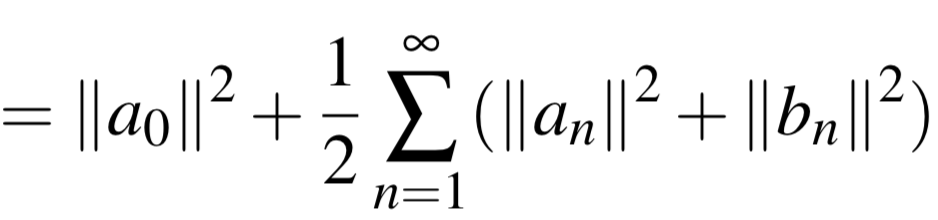 = ‖a₀‖² + 1/2 ∑_{n=1}^{∞} (‖aₙ‖² + ‖bₙ‖²)